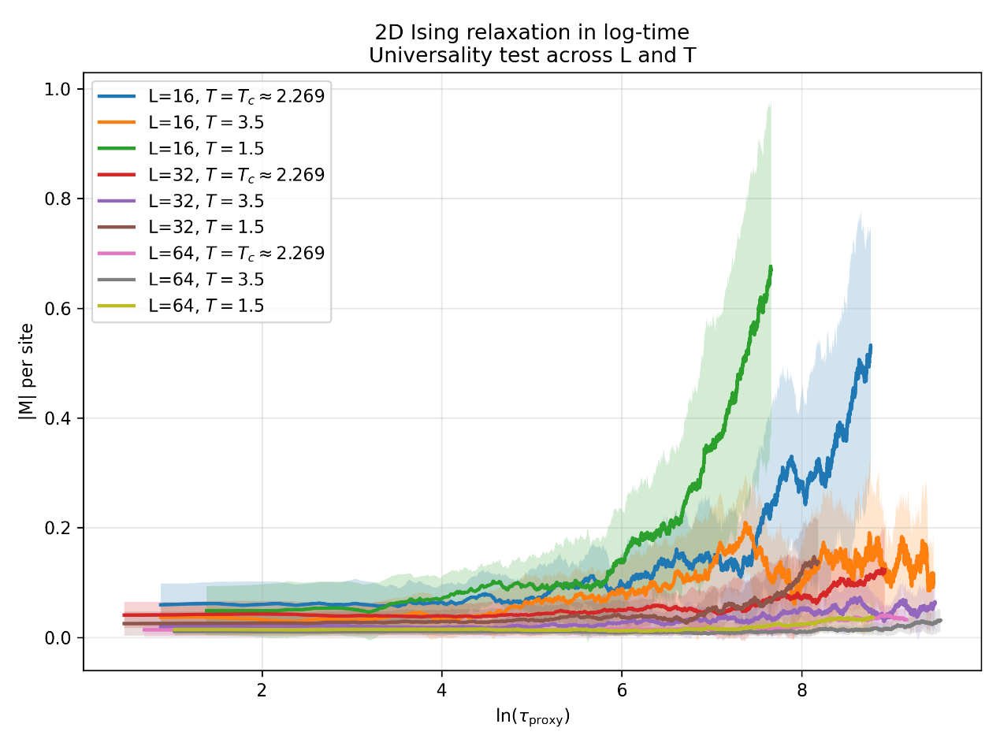 2D Ising relaxation in log-time
Universality test across L and T
1.0
0.8
0.6
0.4
0.2
0.0
|M| per site
L=16, T = T_c ≈ 2.269
L=16, T = 3.5
L=16, T = 1.5
L=32, T = T_c ≈ 2.269
L=32, T = 3.5
L=32, T = 1.5
L=64, T = T_c ≈ 2.269
L=64, T = 3.5
L=64, T = 1.5
2 4 6 8
ln(τ_proxy)